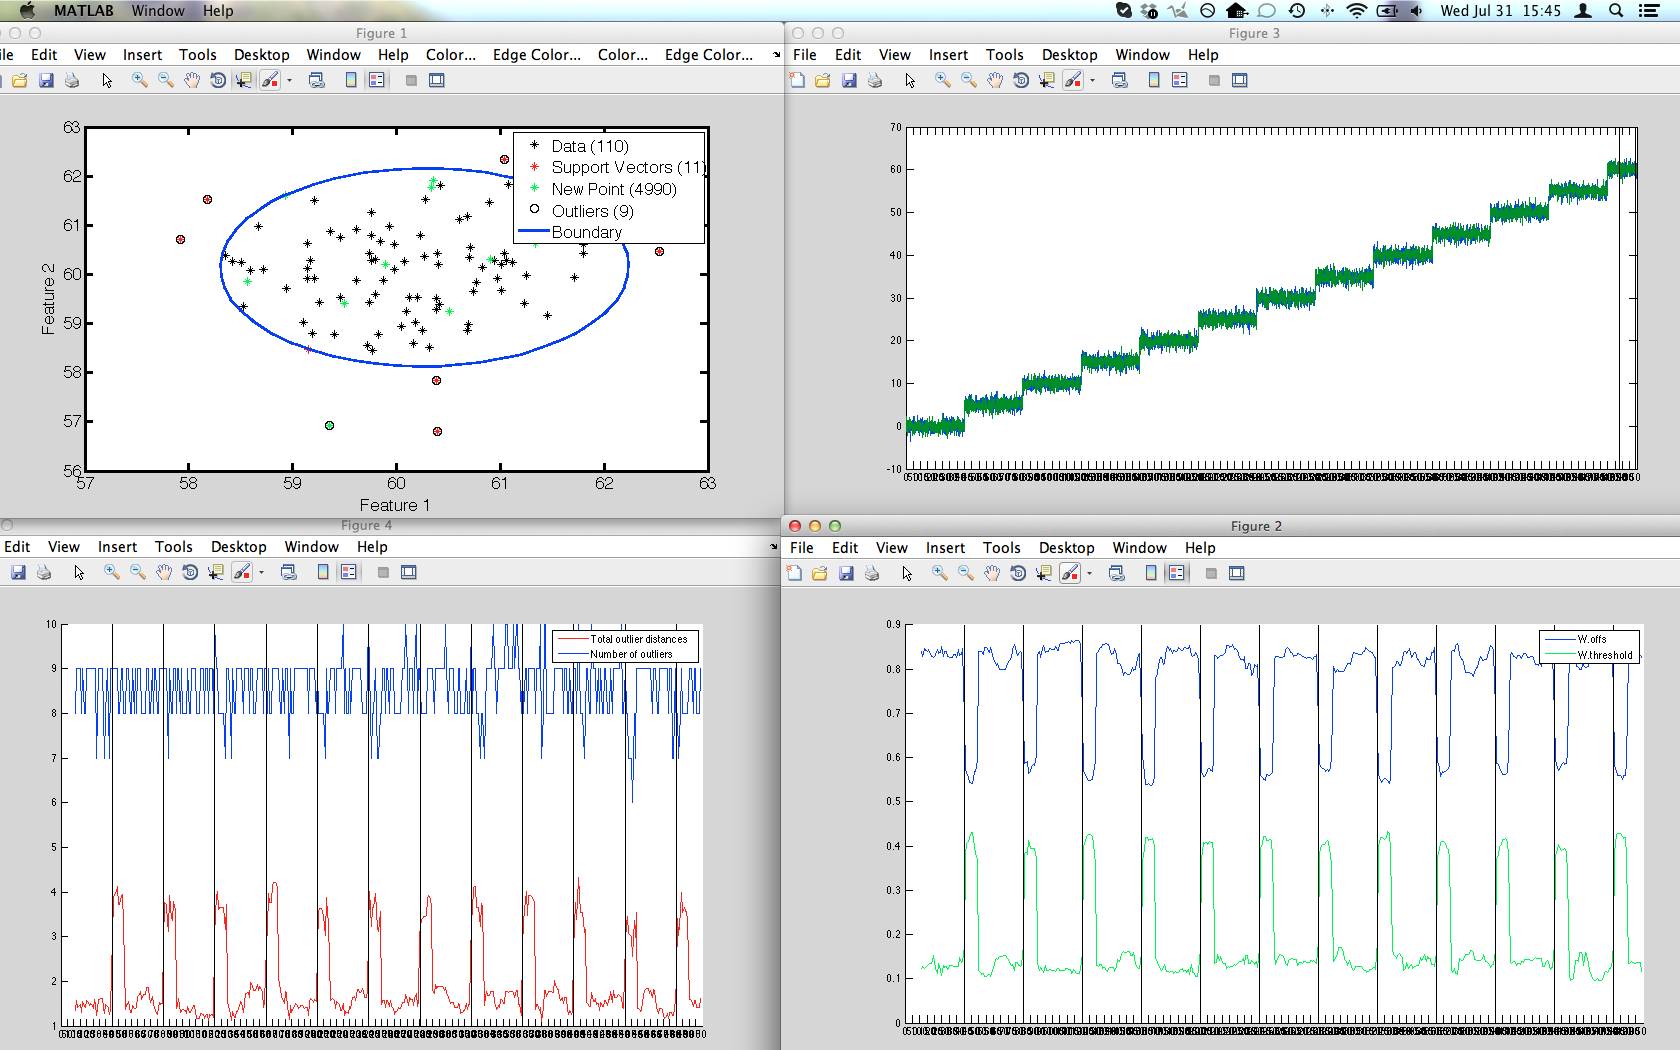 MATLAB Window Help
Wed Jul 31 15:45
Figure 1
ile Edit View Insert Tools Desktop Window Help Color... Edge Color... Color... Edge Color...
63
62
61
60
59
58
57
56
Feature 2
57 58 59 60 61 62 63
Feature 1
Data (110)
Support Vectors (11)
New Point (4990)
Outliers (9)
Boundary
Figure 3
File Edit View Insert Tools Desktop Window Help
70
60
50
40
30
20
10
0
-10
Figure 4
Edit View Insert Tools Desktop Window Help
10
9
8
7
6
5
4
3
2
1
Total outlier distances
Number of outliers
Figure 2
File Edit View Insert Tools Desktop Window Help
0.9
0.8
0.7
0.6
0.5
0.4
0.3
0.2
0.1
0
W.offs
W.threshold